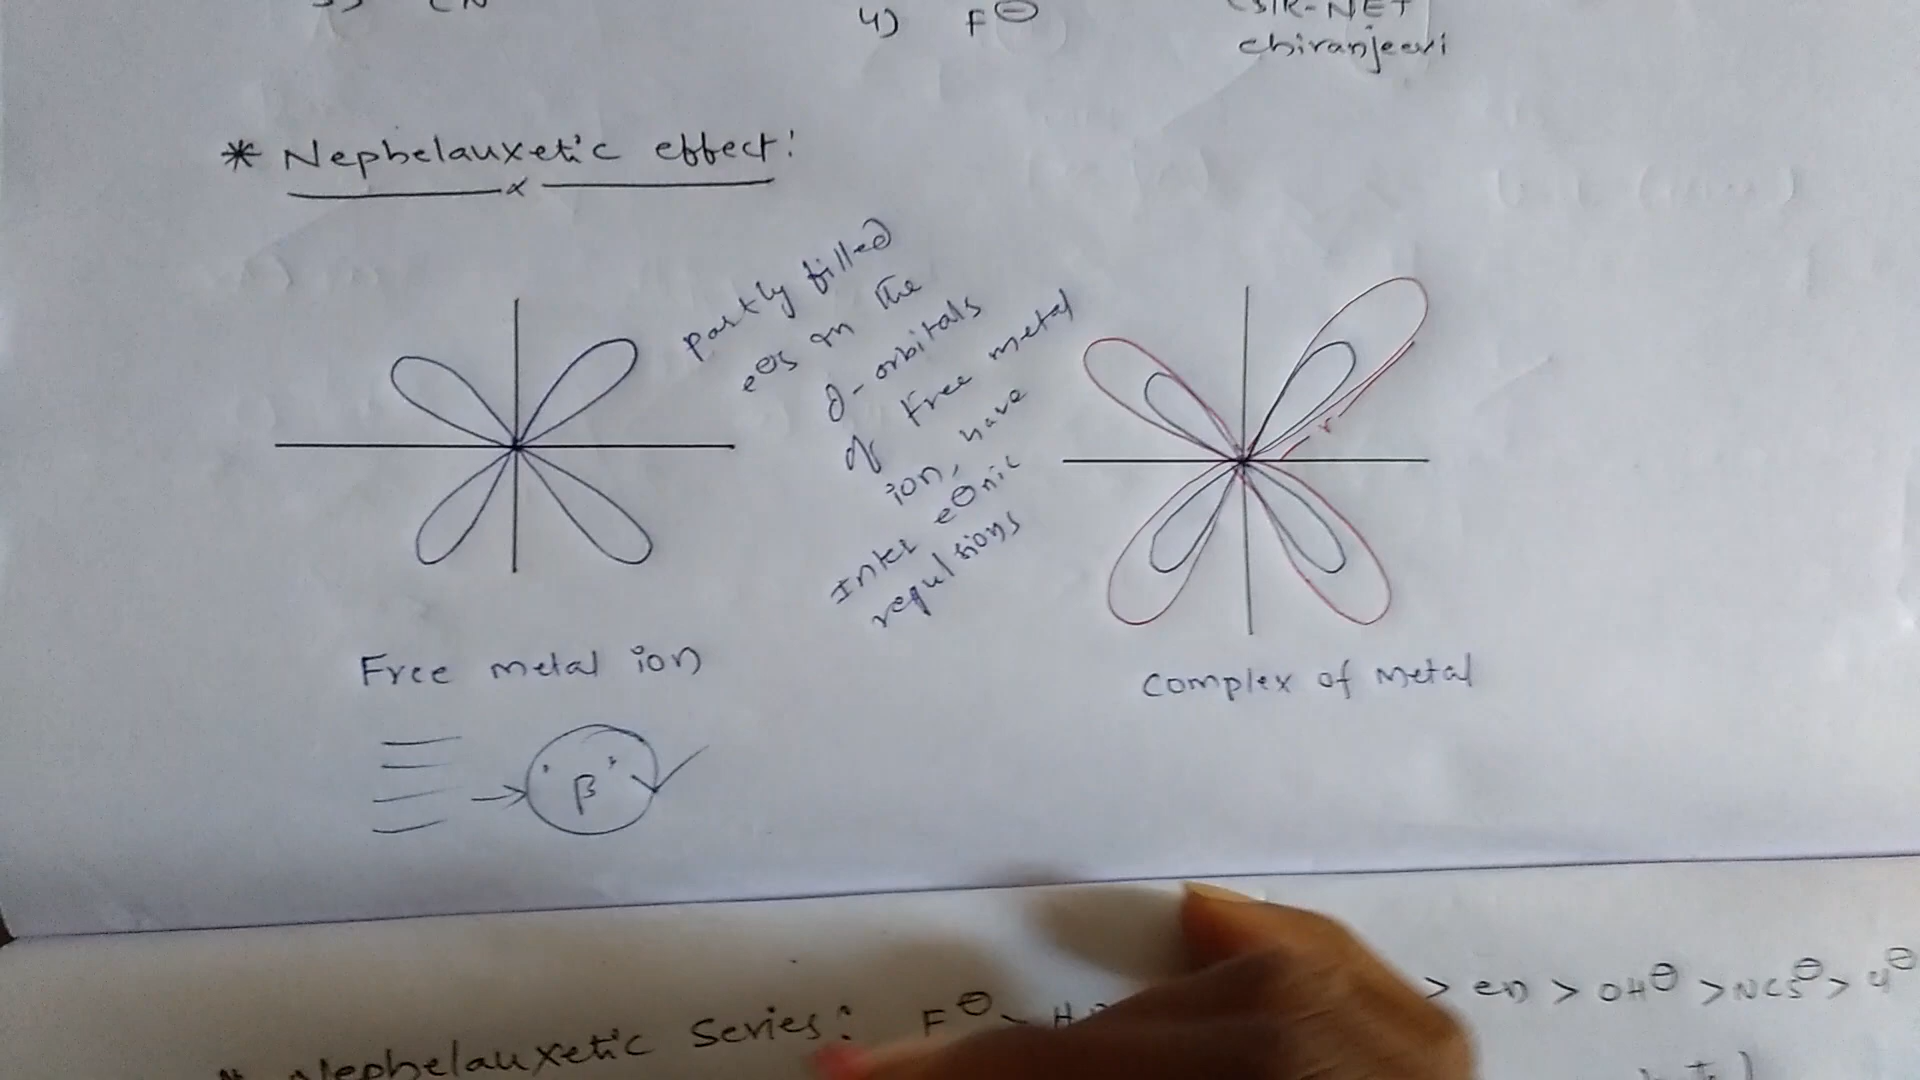 4) F⊖
chiranjeevi
* Nephelauxetic effect:
partly filled
e⊖s in the
d-orbitals
of Free metal
ion, have
Inter e⊖nic
repulsions
Free metal ion
Complex of Metal
r
β
Nephelauxetic Series: F⊖
> en > OH⊖ > NCS⊖ >